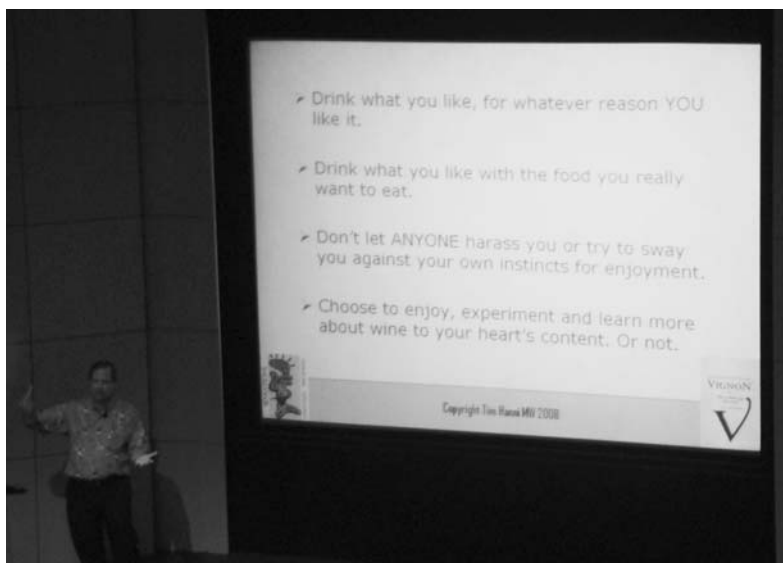 ➢ Drink what you like, for whatever reason YOU
like it.
➢ Drink what you like with the food you really
want to eat.
➢ Don't let ANYONE harass you or try to sway
you against your own instincts for enjoyment.
➢ Choose to enjoy, experiment and learn more
about wine to your heart's content. Or not.
Copyright Tim Hanni MW 2008
VIGNON
V